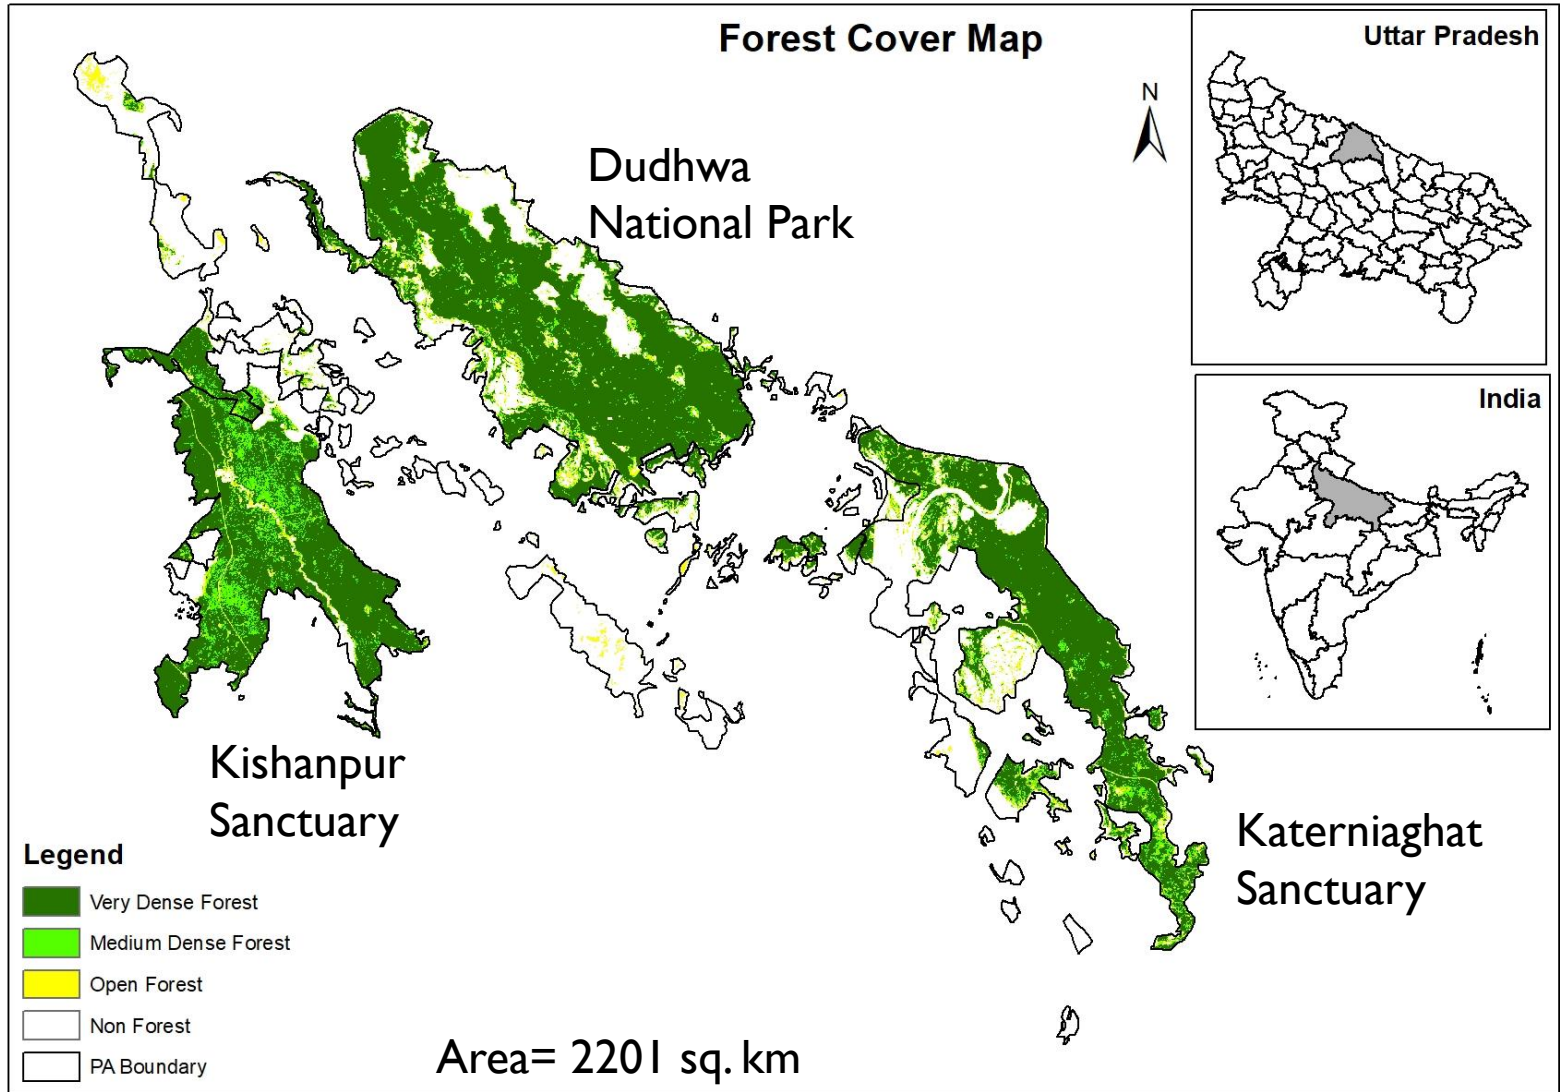 Forest Cover Map
Uttar Pradesh
N
Dudhwa
National Park
India
Kishanpur
Sanctuary
Katerniaghat
Sanctuary
Legend
Very Dense Forest
Medium Dense Forest
Open Forest
Non Forest
PA Boundary
Area= 2201 sq. km